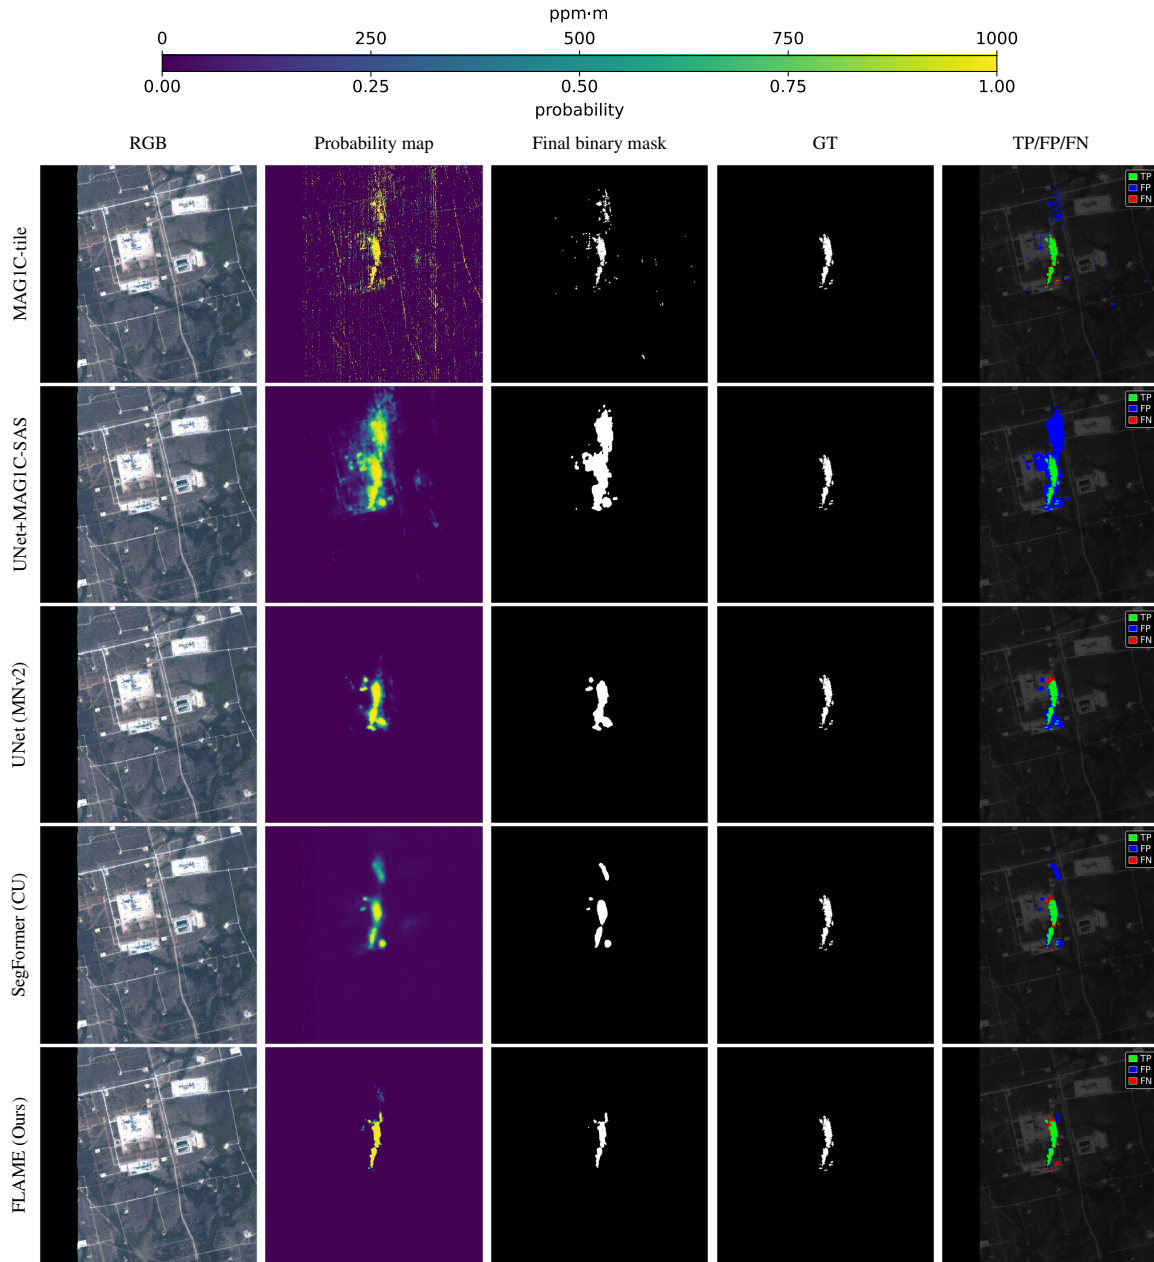 ppm·m
0 250 500 750 1000
0.00 0.25 0.50 0.75 1.00
probability
RGB Probability map Final binary mask GT TP/FP/FN
MAG1C-tile
TP
FP
FN
UNet+MAG1C-SAS
TP
FP
FN
UNet (MNv2)
TP
FP
FN
SegFormer (CU)
TP
FP
FN
FLAME (Ours)
TP
FP
FN